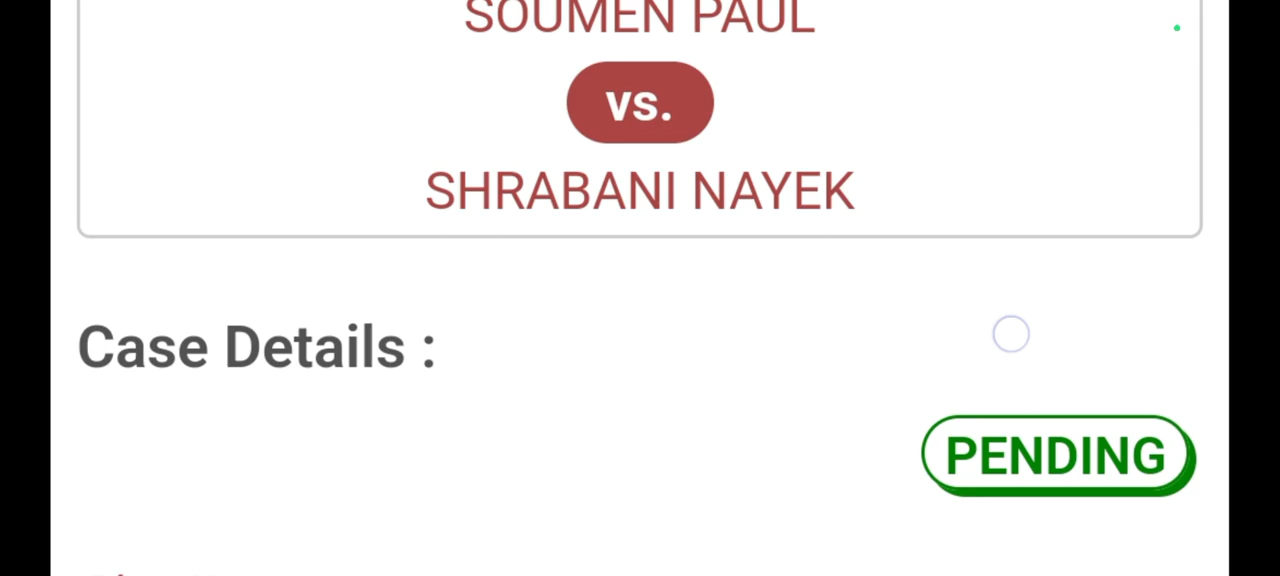 SOUMEN PAUL
vs.
SHRABANI NAYEK
Case Details :
PENDING